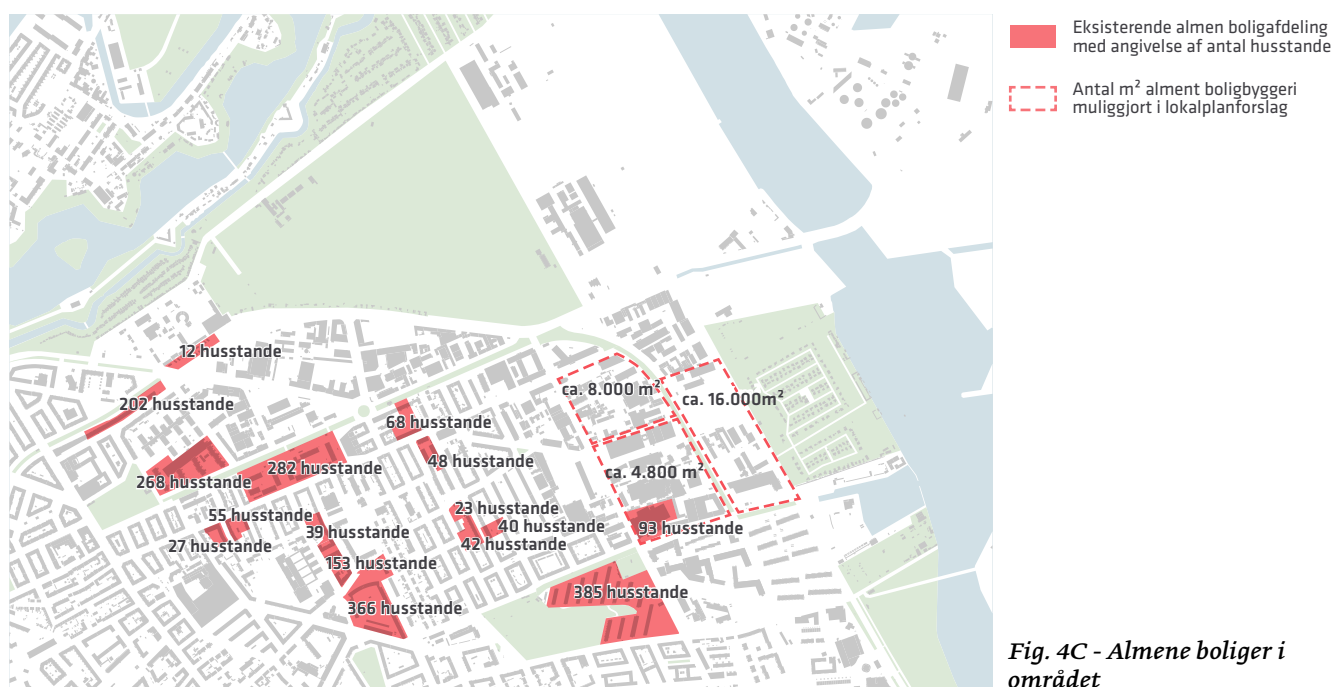 Eksisterende almen boligafdeling
med angivelse af antal husstande
Antal m² alment boligbyggeri
muliggjort i lokalplanforslag
12 husstande
202 husstande
268 husstande
282 husstande
68 husstande
48 husstande
55 husstande
27 husstande
39 husstande
153 husstande
366 husstande
23 husstande
40 husstande
42 husstande
ca. 8.000 m²
ca. 16.000m²
ca. 4.800 m²
93 husstande
385 husstande
Fig. 4C - Almene boliger i
området